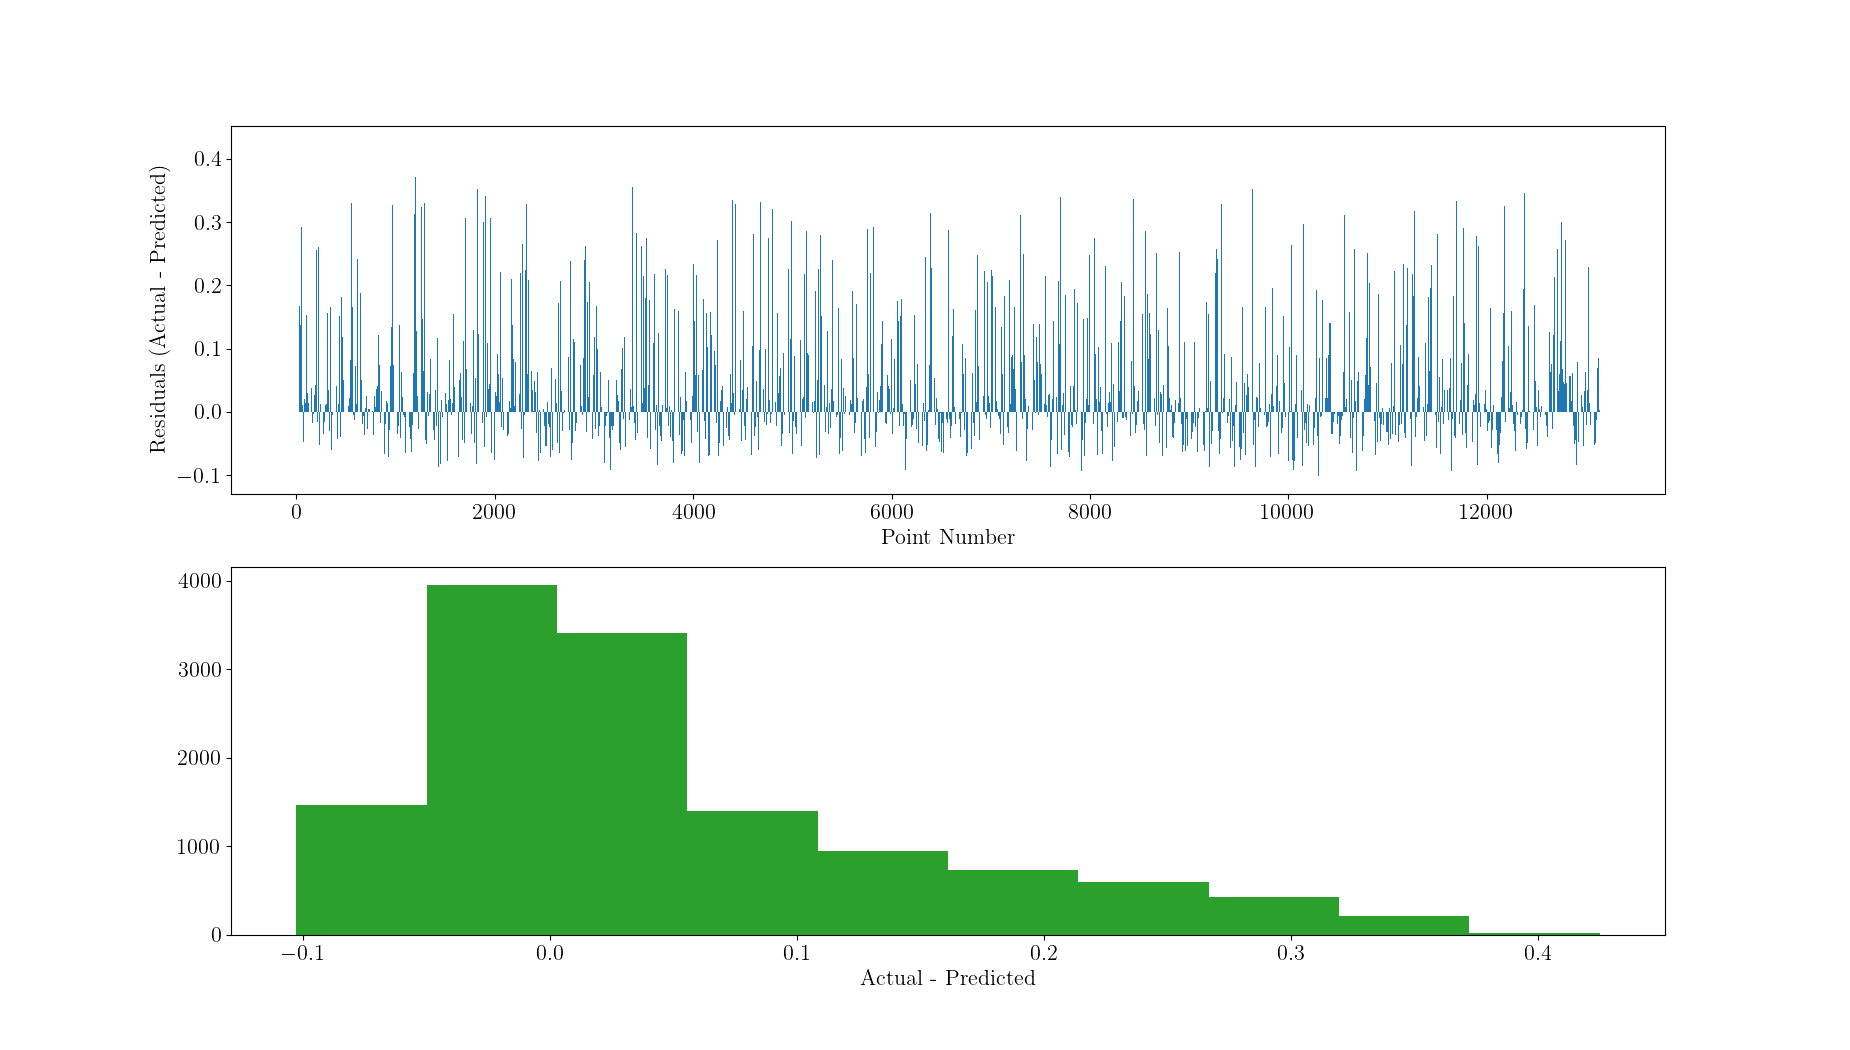 Residuals (Actual - Predicted)
0.4
0.3
0.2
0.1
0.0
−0.1
0 2000 4000 6000 8000 10000 12000
Point Number
4000
3000
2000
1000
0
−0.1 0.0 0.1 0.2 0.3 0.4
Actual - Predicted